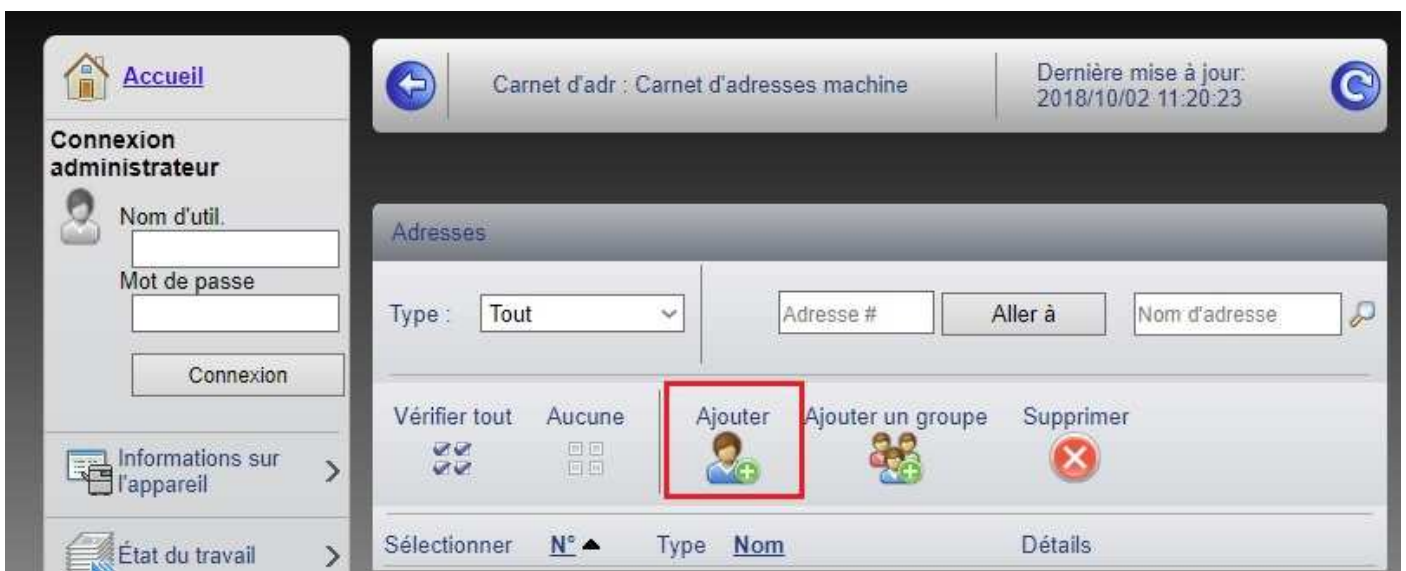 Accueil
Connexion
administrateur
Nom d'util.
Mot de passe
Connexion
Informations sur
l'appareil
État du travail
Carnet d'adr : Carnet d'adresses machine
Dernière mise à jour:
2018/10/02 11:20:23
Adresses
Type : Tout
Adresse #
Aller à
Nom d'adresse
Vérifier tout
Aucune
Ajouter
Ajouter un groupe
Supprimer
Sélectionner N° Type Nom Détails